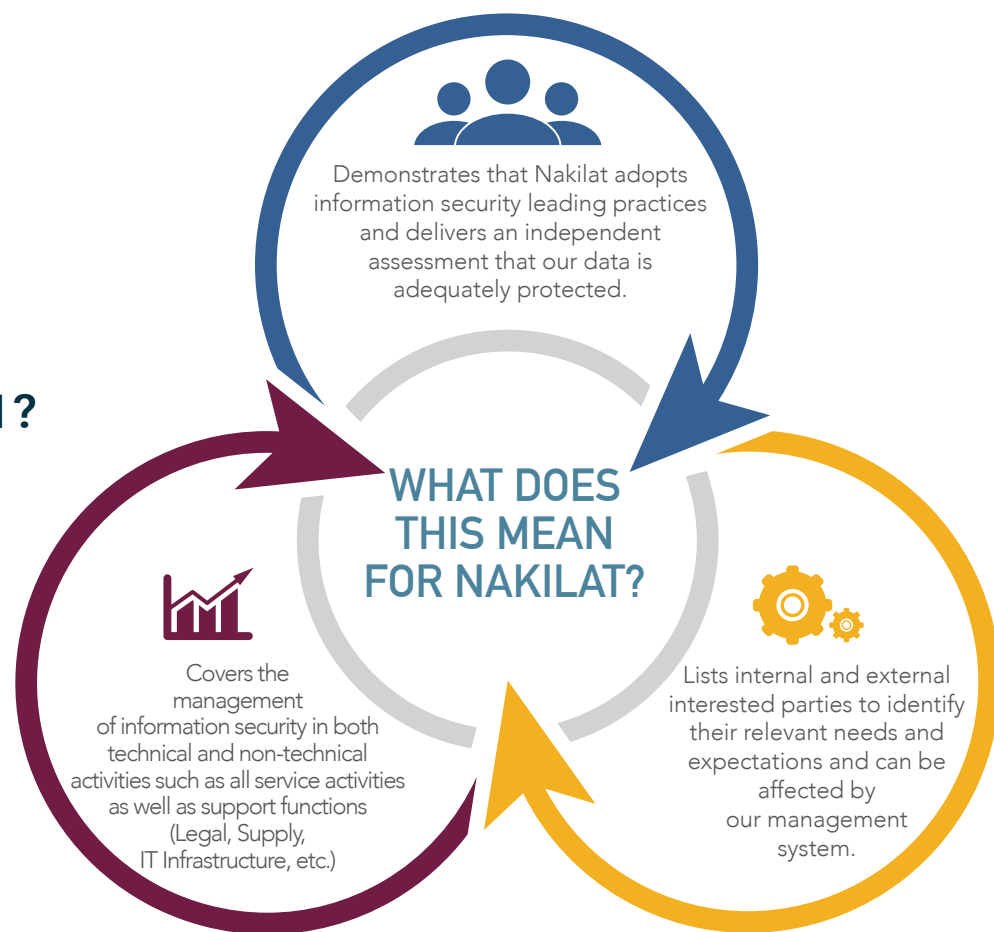 Demonstrates that Nakilat adopts
information security leading practices
and delivers an independent
assessment that our data is
adequately protected.
?
WHAT DOES
THIS MEAN
FOR NAKILAT?
Covers the
management
of information security in both
technical and non-technical
activities such as all service activities
as well as support functions
(Legal, Supply,
IT Infrastructure, etc.)
Lists internal and external
interested parties to identify
their relevant needs and
expectations and can be
affected by
our management
system.